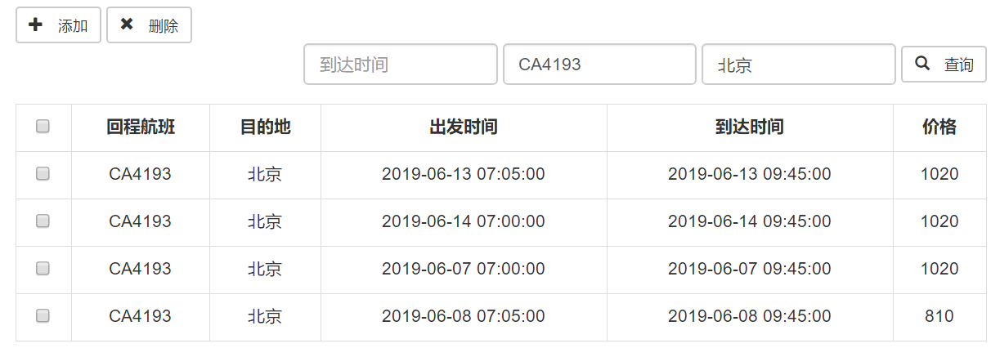 添加 删除
到达时间 CA4193 北京 查询
回程航班 目的地 出发时间 到达时间 价格
CA4193 北京 2019-06-13 07:05:00 2019-06-13 09:45:00 1020
CA4193 北京 2019-06-14 07:00:00 2019-06-14 09:45:00 1020
CA4193 北京 2019-06-07 07:00:00 2019-06-07 09:45:00 1020
CA4193 北京 2019-06-08 07:05:00 2019-06-08 09:45:00 810